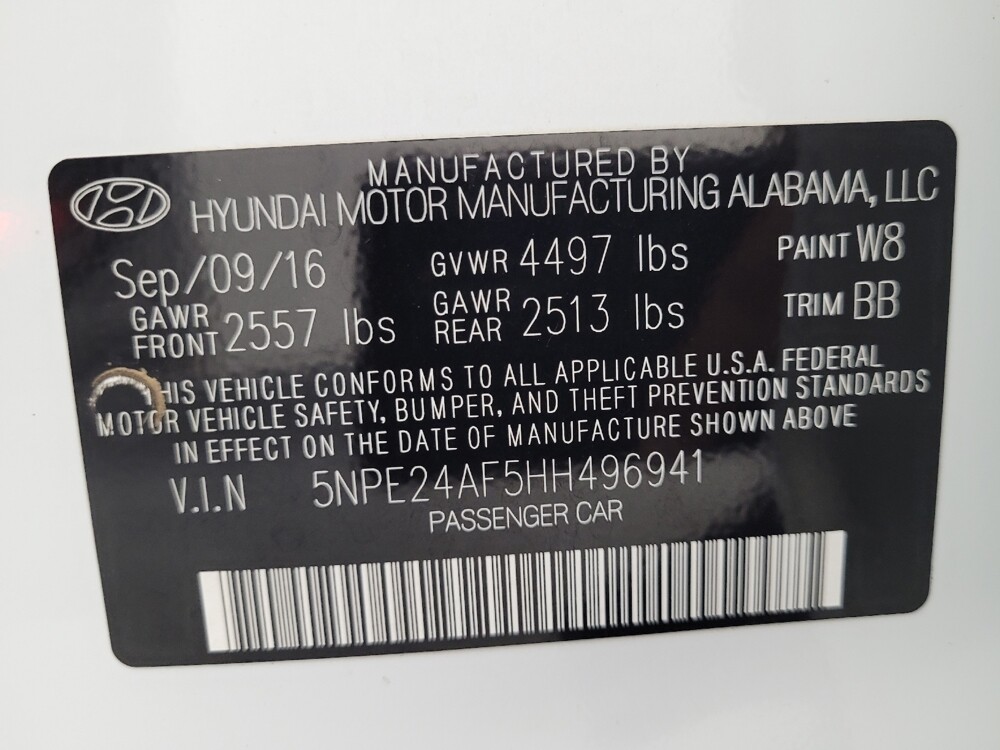 MANUFACTURED BY
HYUNDAI MOTOR MANUFACTURING ALABAMA, LLC
Sep/09/16 GVWR 4497 lbs PAINT W8
GAWR FRONT 2557 lbs GAWR REAR 2513 lbs TRIM BB
HIS VEHICLE CONFORMS TO ALL APPLICABLE U.S.A. FEDERAL
MOTOR VEHICLE SAFETY, BUMPER, AND THEFT PREVENTION STANDARDS
IN EFFECT ON THE DATE OF MANUFACTURE SHOWN ABOVE
V.I.N 5NPE24AF5HH496941
PASSENGER CAR